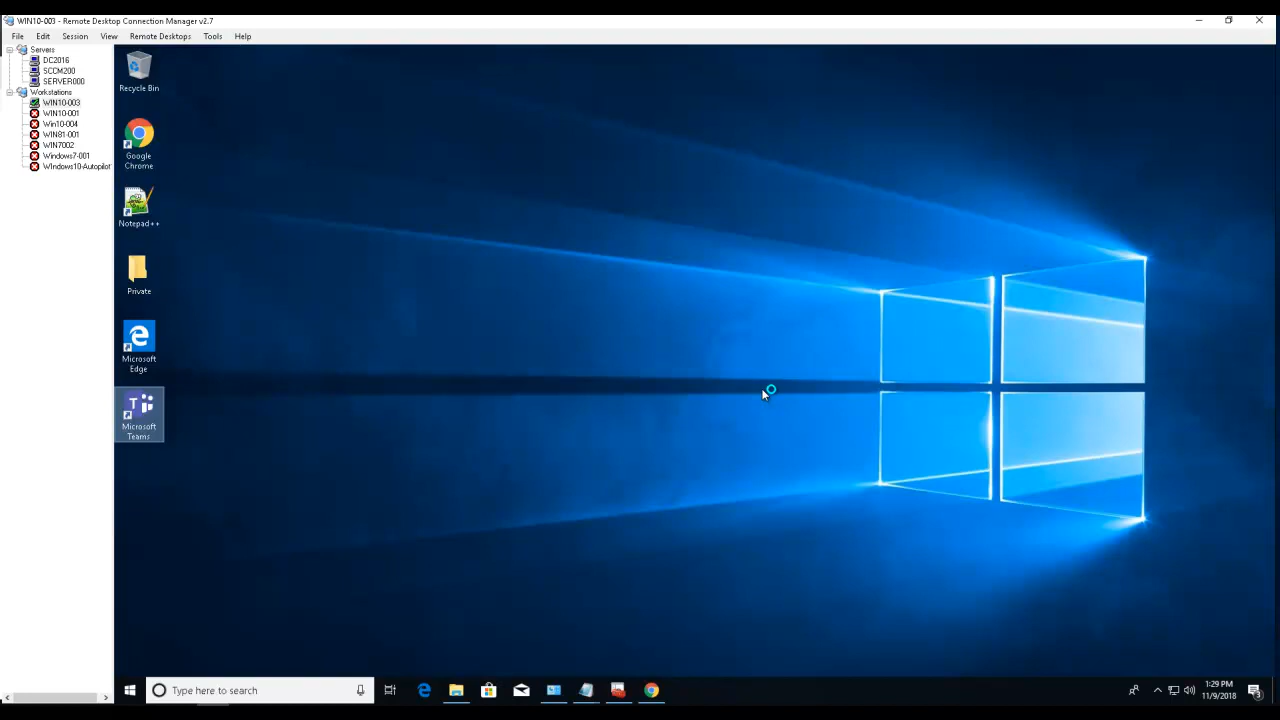 WIN10-003 - Remote Desktop Connection Manager v2.7
File Edit Session View Remote Desktops Tools Help
Servers
DC2016
SCCM200
SERVER000
Workstations
WIN10-003
WIN10-001
Win10-004
WIN81-001
WIN7002
Windows7-001
WIndows10-Autopilot
Recycle Bin
Google
Chrome
Notepad++
Private
Microsoft
Edge
Microsoft
Teams
Type here to search
1:29 PM
11/9/2018
3